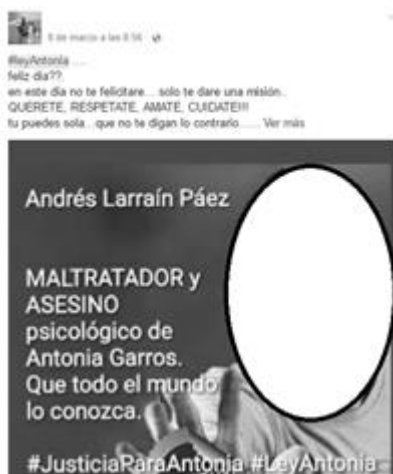 8 de marzo a las 8:56
#leyAntonia .....
feliz dia??
en este dia no te felicitare... solo te dare una misión..
QUERETE, RESPETATE, AMATE, CUIDATE!!!
tu puedes sola...que no te digan lo contrario....... Ver más
Andrés Larraín Páez
MALTRATADOR y
ASESINO
psicológico de
Antonia Garros.
Que todo el mundo
lo conozca.
#JusticiaParaAntonia #LeyAntonia